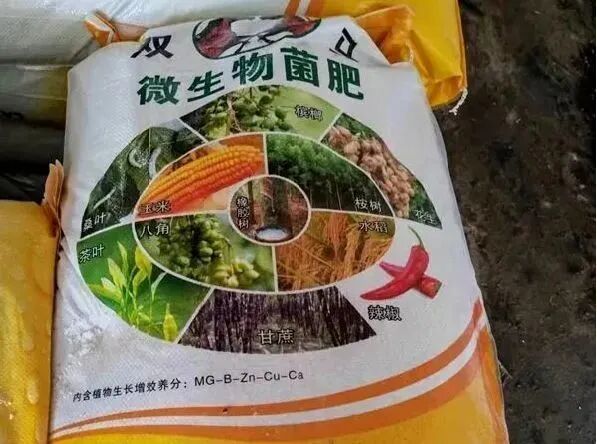 双
微生物菌肥
槟榔
桑叶
玉米
橡胶树
桉树
花生
茶叶
八角
水稻
辣椒
甘蔗
内含植物生长增效养分：MG-B-Zn-Cu-Ca